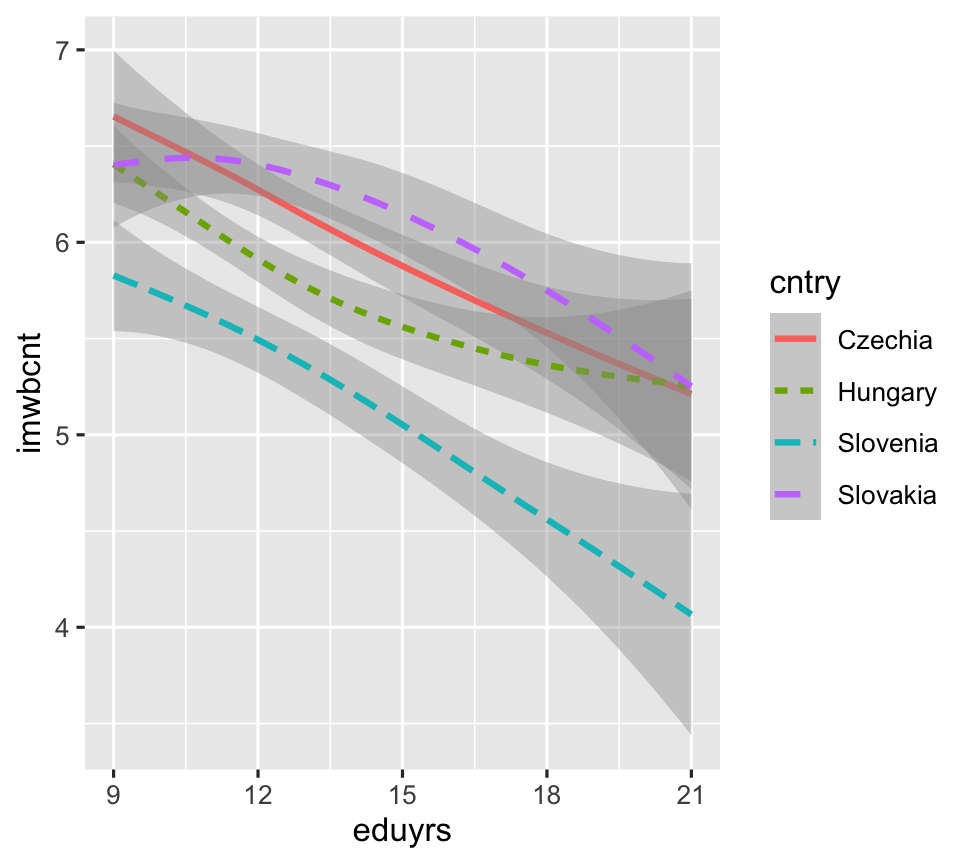 7
6
5
4
imwbcnt
9 12 15 18 21
eduyrs
cntry
Czechia
Hungary
Slovenia
Slovakia